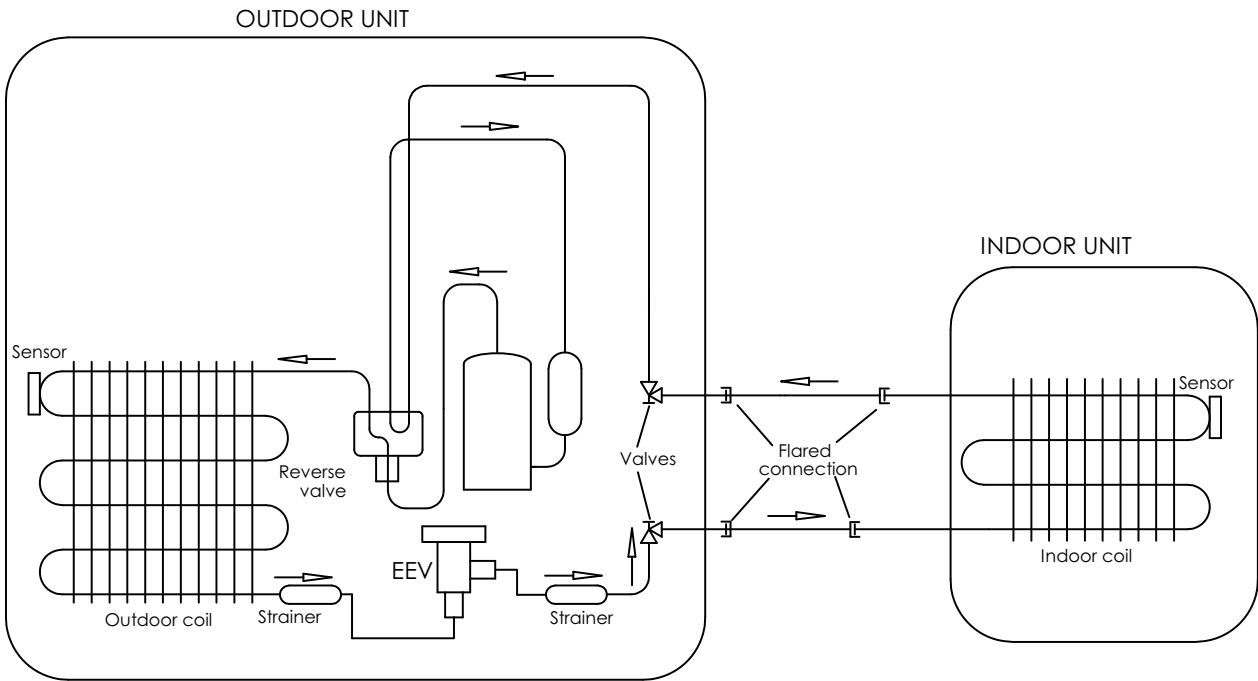 OUTDOOR UNIT
INDOOR UNIT
Sensor
Sensor
Reverse
valve
Valves
Flared
connection
EEV
Indoor coil
Outdoor coil
Strainer
Strainer